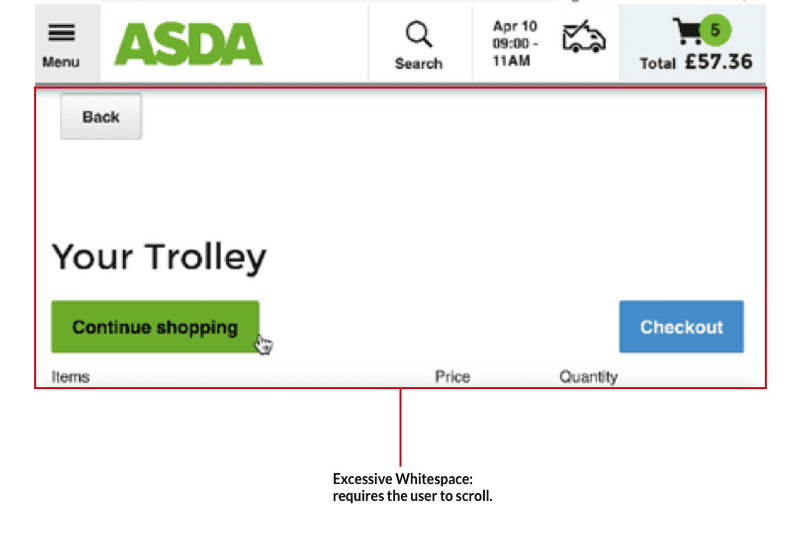 Menu
ASDA
Search
Apr 10
09:00 -
11AM
5
Total £57.36
Back
Your Trolley
Continue shopping
Checkout
Items Price Quantity
Excessive Whitespace:
requires the user to scroll.